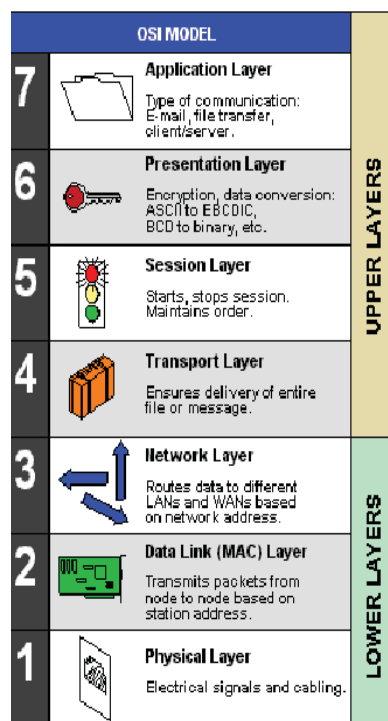 OSI MODEL
7
Application Layer
Type of communication:
E-mail, file transfer,
client/server.
6
Presentation Layer
Encryption, data conversion:
ASCII to EBCDIC,
BCD to binary, etc.
5
Session Layer
Starts, stops session.
Maintains order.
4
Transport Layer
Ensures delivery of entire
file or message.
UPPER LAYERS
3
Network Layer
Routes data to different
LANs and WANs based
on network address.
2
Data Link (MAC) Layer
Transmits packets from
node to node based on
station address.
1
Physical Layer
Electrical signals and cabling.
LOWER LAYERS